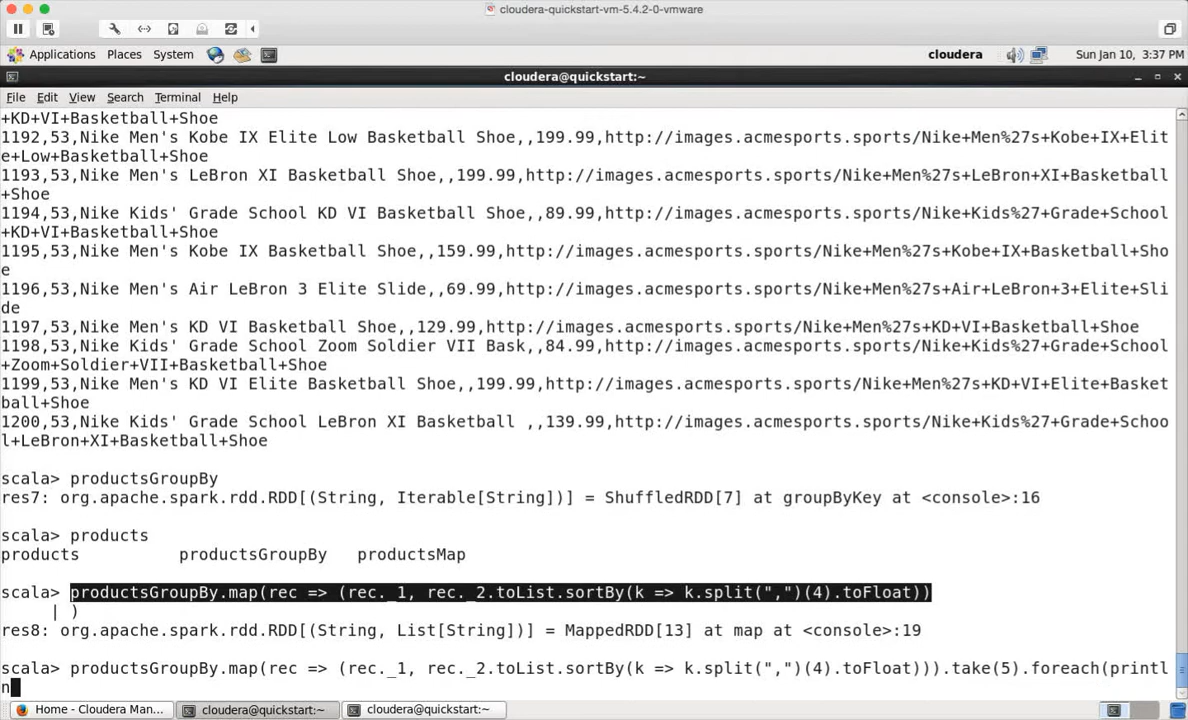 cloudera-quickstart-vm-5.4.2-0-vmware
Applications Places System cloudera Sun Jan 10, 3:37 PM
cloudera@quickstart:~
File Edit View Search Terminal Help
+KD+VI+Basketball+Shoe
1192,53,Nike Men's Kobe IX Elite Low Basketball Shoe,,199.99,http://images.acmesports.sports/Nike+Men%27s+Kobe+IX+Elit
e+Low+Basketball+Shoe
1193,53,Nike Men's LeBron XI Basketball Shoe,,199.99,http://images.acmesports.sports/Nike+Men%27s+LeBron+XI+Basketball
+Shoe
1194,53,Nike Kids' Grade School KD VI Basketball Shoe,,89.99,http://images.acmesports.sports/Nike+Kids%27+Grade+School
+KD+VI+Basketball+Shoe
1195,53,Nike Men's Kobe IX Basketball Shoe,,159.99,http://images.acmesports.sports/Nike+Men%27s+Kobe+IX+Basketball+Sho
e
1196,53,Nike Men's Air LeBron 3 Elite Slide,,69.99,http://images.acmesports.sports/Nike+Men%27s+Air+LeBron+3+Elite+Sli
de
1197,53,Nike Men's KD VI Basketball Shoe,,129.99,http://images.acmesports.sports/Nike+Men%27s+KD+VI+Basketball+Shoe
1198,53,Nike Kids' Grade School Zoom Soldier VII Bask,,84.99,http://images.acmesports.sports/Nike+Kids%27+Grade+School
+Zoom+Soldier+VII+Basketball+Shoe
1199,53,Nike Men's KD VI Elite Basketball Shoe,,199.99,http://images.acmesports.sports/Nike+Men%27s+KD+VI+Elite+Basket
ball+Shoe
1200,53,Nike Kids' Grade School LeBron XI Basketball ,,139.99,http://images.acmesports.sports/Nike+Kids%27+Grade+Schoo
l+LeBron+XI+Basketball+Shoe
scala> productsGroupBy
res7: org.apache.spark.rdd.RDD[(String, Iterable[String])] = ShuffledRDD[7] at groupByKey at <console>:16
scala> products
products productsGroupBy productsMap
scala> productsGroupBy.map(rec => (rec._1, rec._2.toList.sortBy(k => k.split(",")(4).toFloat))
| )
res8: org.apache.spark.rdd.RDD[(String, List[String])] = MappedRDD[13] at map at <console>:19
scala> productsGroupBy.map(rec => (rec._1, rec._2.toList.sortBy(k => k.split(",")(4).toFloat))).take(5).foreach(printl
n
Home - Cloudera Man... cloudera@quickstart:~ cloudera@quickstart:~